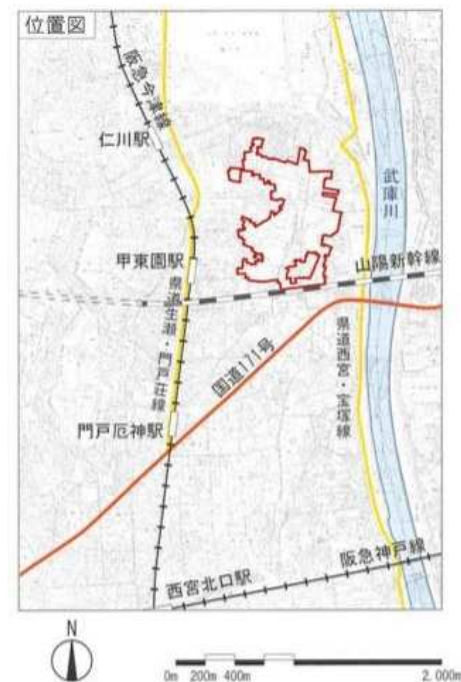 位置図
阪急今津線
仁川駅
武庫川
甲東園駅
山陽新幹線
県道生瀬・門戸荘線
国道171号
県道西宮・宝塚線
門戸厄神駅
阪急神戸線
西宮北口駅
N
0m 200m 400m 2,000m